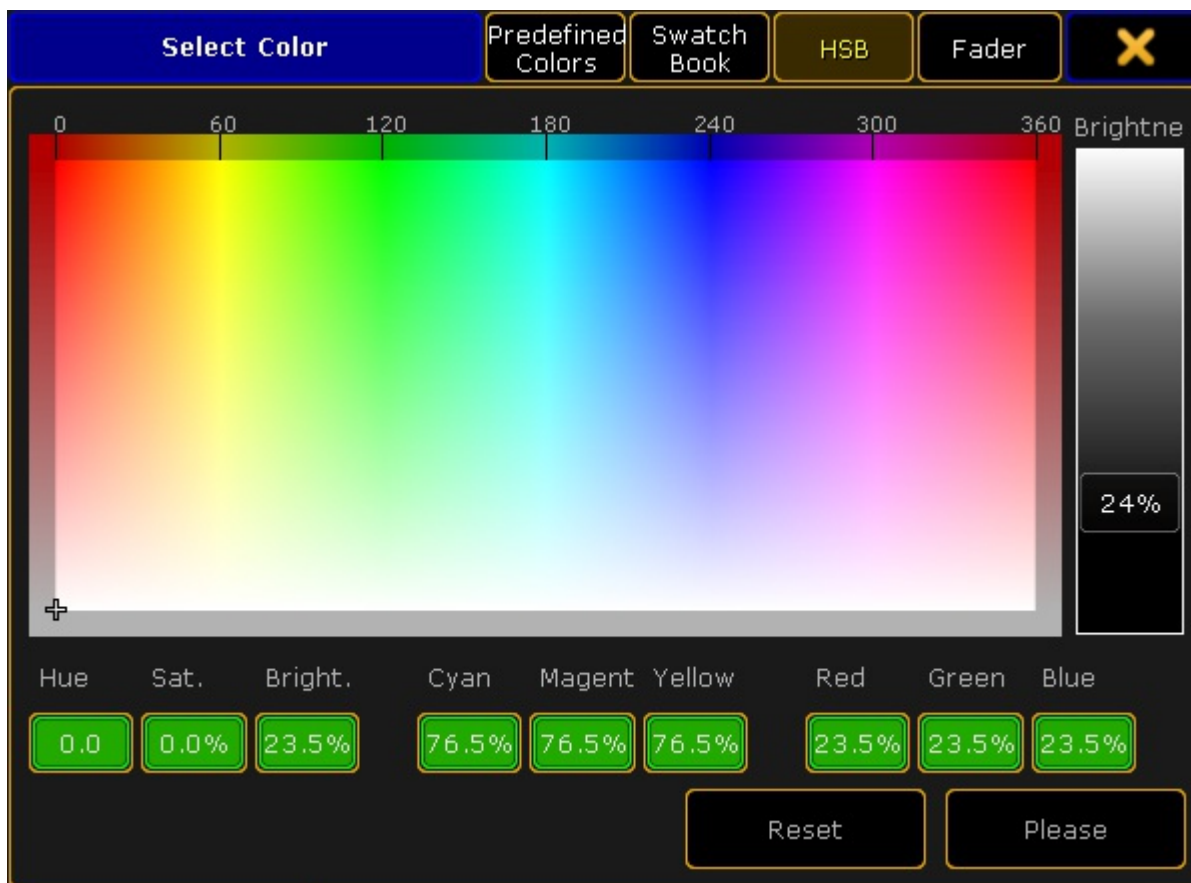 Select Color
Predefined
Colors
Swatch
Book
HSB
Fader
0 60 120 180 240 300 360
Brightne
24%
Hue Sat. Bright. Cyan Magent Yellow Red Green Blue
0.0 0.0% 23.5% 76.5% 76.5% 76.5% 23.5% 23.5% 23.5%
Reset Please